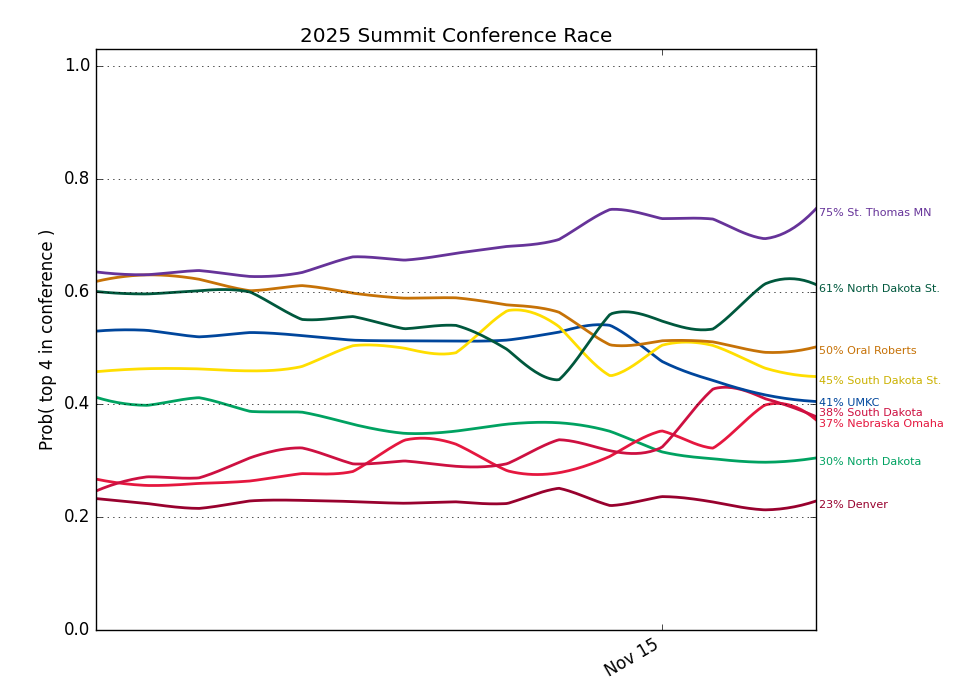 2025 Summit Conference Race
Prob( top 4 in conference )
1.0
0.8
0.6
0.4
0.2
0.0
Nov 15
75% St. Thomas MN
61% North Dakota St.
50% Oral Roberts
45% South Dakota St.
41% UMKC
38% South Dakota
37% Nebraska Omaha
30% North Dakota
23% Denver